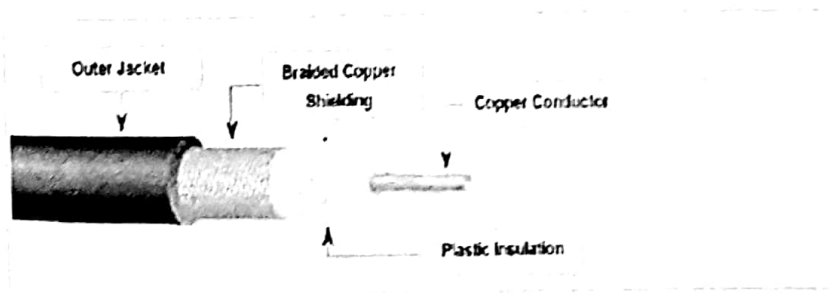 Outer Jacket
Braided Copper
Shielding
Copper Conductor
Plastic Insulation